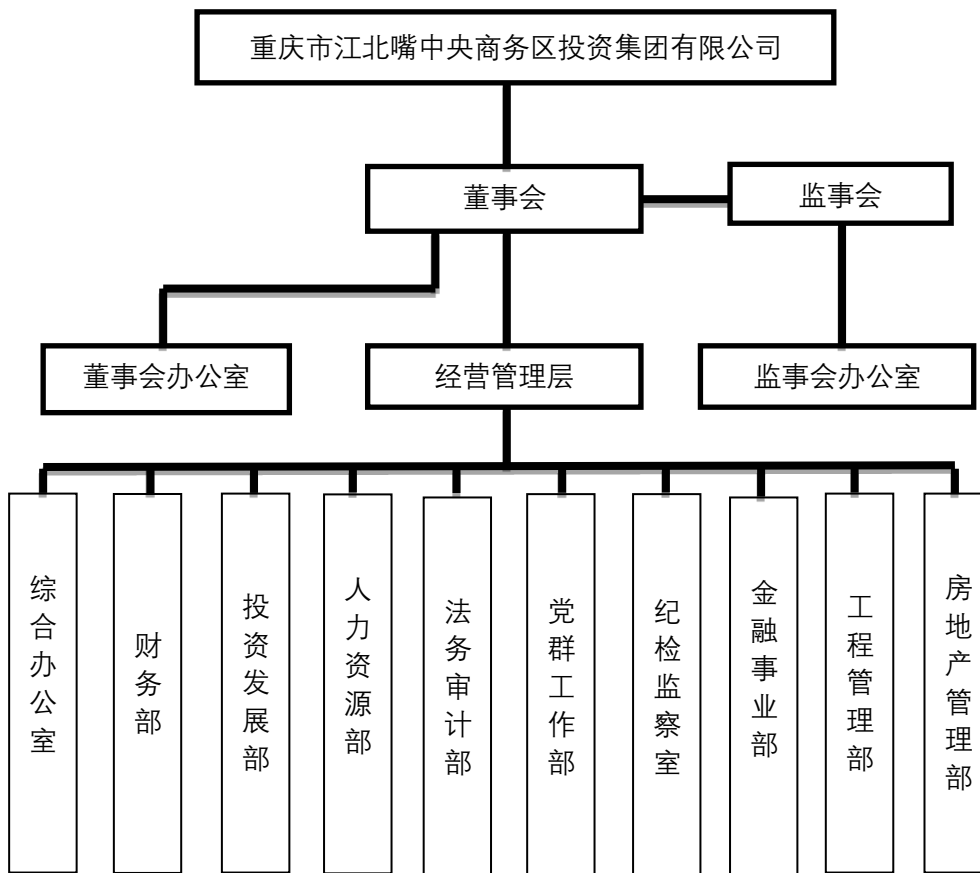 重庆市江北嘴中央商务区投资集团有限公司
董事会
监事会
董事会办公室
经营管理层
监事会办公室
综合办公室
财务部
投资发展部
人力资源部
法务审计部
党群工作部
纪检监察室
金融事业部
工程管理部
房地产管理部